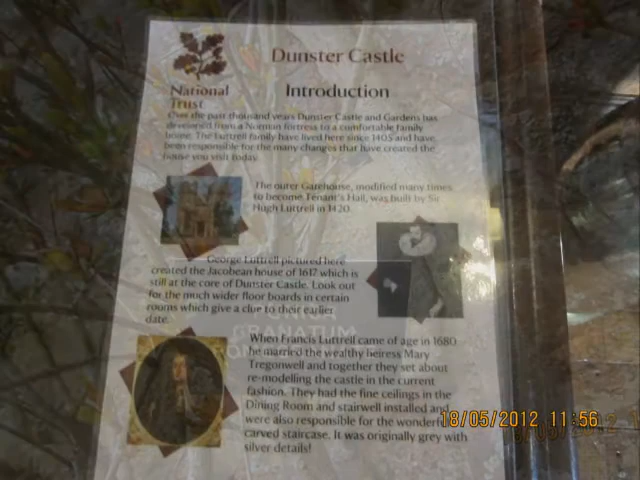 Dunster Castle
National
Trust
Introduction
Over the past thousand years Dunster Castle and Gardens has
developed from a Norman fortress to a comfortable family
house. The Luttrell family have lived here since 1405 and have
been responsible for the many changes that have created the
house you visit today.
The outer Gatehouse, modified many times
to become Tenant's Hall, was built by Sir
Hugh Luttrell in 1420.
George Luttrell pictured here
created the Jacobean house of 1617 which is
still at the core of Dunster Castle. Look out
for the much wider floor boards in certain
rooms which give a clue to their earlier
date.
GRANATUM
When Francis Luttrell came of age in 1680
he married the wealthy heiress Mary
Tregonwell and together they set about
re-modelling the castle in the current
fashion. They had the fine ceilings in the
Dining Room and stairwell installed and
were also responsible for the wonderful
carved staircase. It was originally grey with
silver details!
18/05/2012 11:56